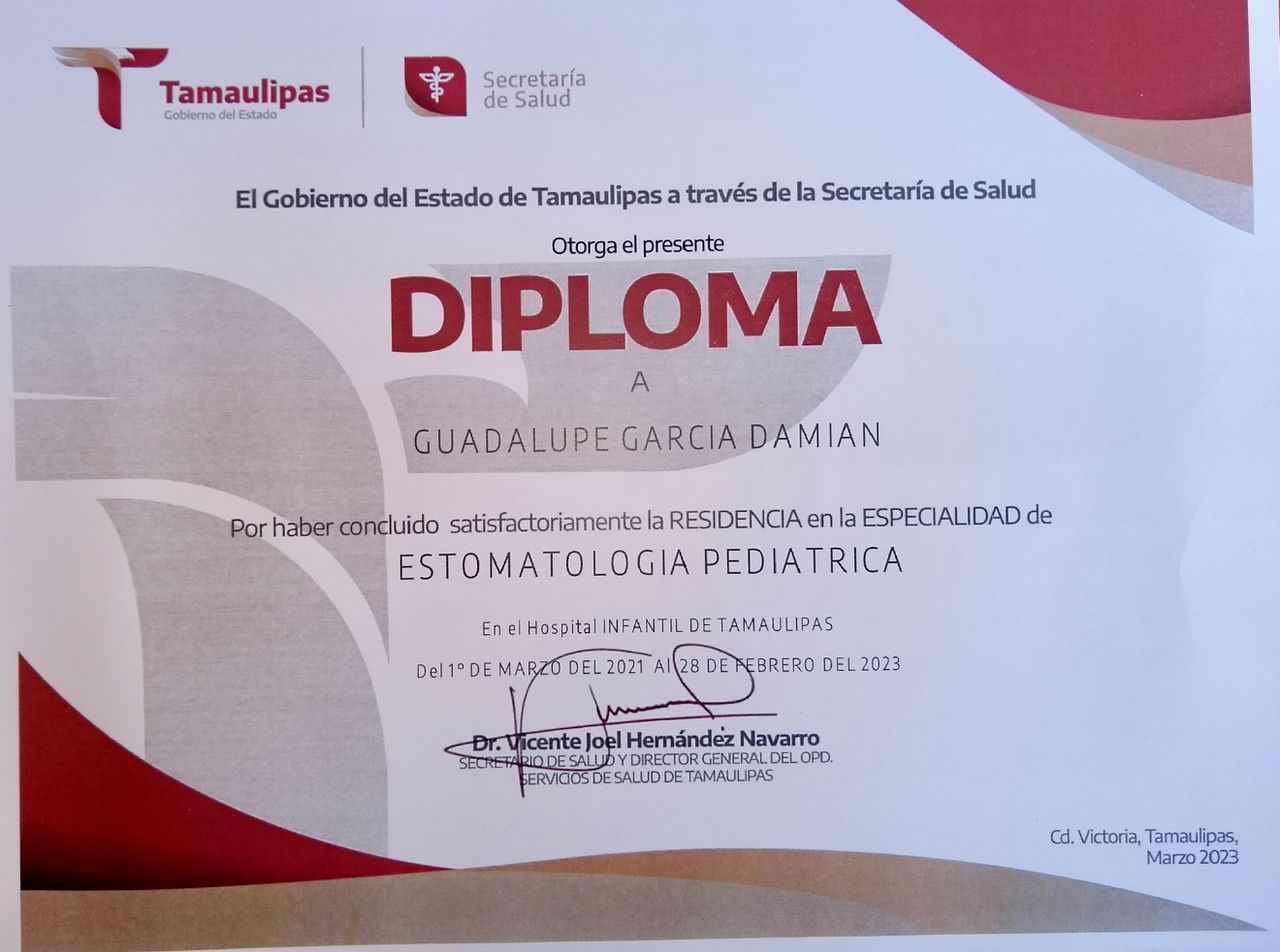 Tamaulipas
Gobierno del Estado
Secretaría
de Salud
El Gobierno del Estado de Tamaulipas a través de la Secretaría de Salud
Otorga el presente
DIPLOMA
A
GUADALUPE GARCIA DAMIAN
Por haber concluido satisfactoriamente la RESIDENCIA en la ESPECIALIDAD de
ESTOMATOLOGIA PEDIATRICA
En el Hospital INFANTIL DE TAMAULIPAS
Del 1° DE MARZO DEL 2021 Al 28 DE FEBRERO DEL 2023
Dr. Vicente Joel Hernández Navarro
SECRETARIO DE SALUD Y DIRECTOR GENERAL DEL OPD.
SERVICIOS DE SALUD DE TAMAULIPAS
Cd. Victoria, Tamaulipas,
Marzo 2023